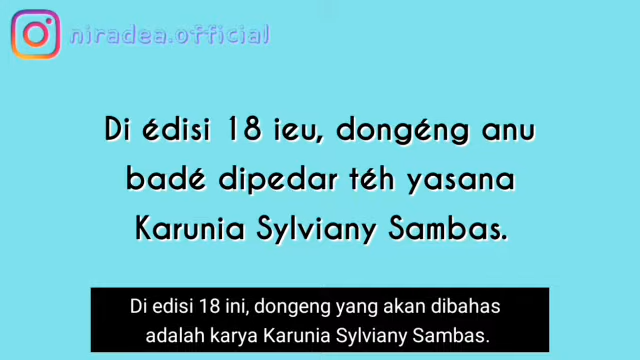 niradea.official
Di édisi 18 ieu, dongéng anu
badé dipedar téh yasana
Karunia Sylviany Sambas.
Di edisi 18 ini, dongeng yang akan dibahas
adalah karya Karunia Sylviany Sambas.